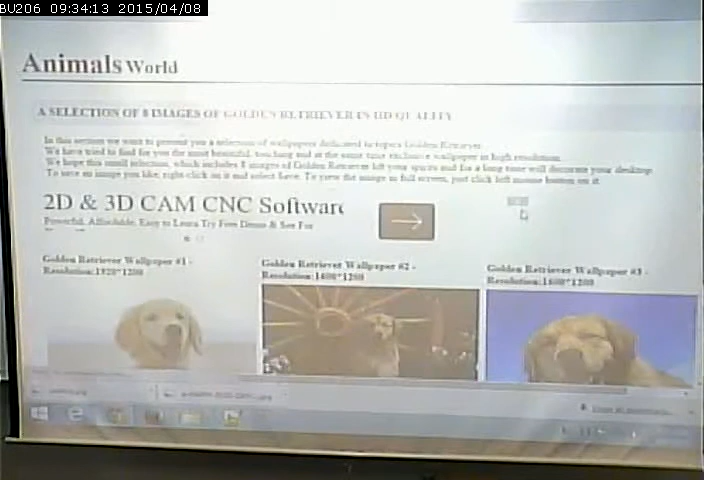 BU206 09:34:13 2015/04/08
Animals World
A SELECTION OF 8 IMAGES OF GOLDEN RETRIEVER IN HD QUALITY
In this section we want to present you a selection of wallpapers dedicated to topics Golden Retriever.
We have tried to find for you the most beautiful, touching and at the same time exclusive wallpaper in high resolution.
We hope this small selection, which includes 8 images of Golden Retriever lift your spirits and for a long time will decorate your desktop.
To save an image you like, right click on it and select Save. To view the image in full screen, just click left mouse button on it.
2D & 3D CAM CNC Software
Powerful, Affordable, Easy to Learn Try Free Demo & See For
Golden Retriever Wallpaper #1 - Golden Retriever Wallpaper #2 - Golden Retriever Wallpaper #3 -
Resolution:1920*1200 Resolution:1600*1200 Resolution:1600*1200